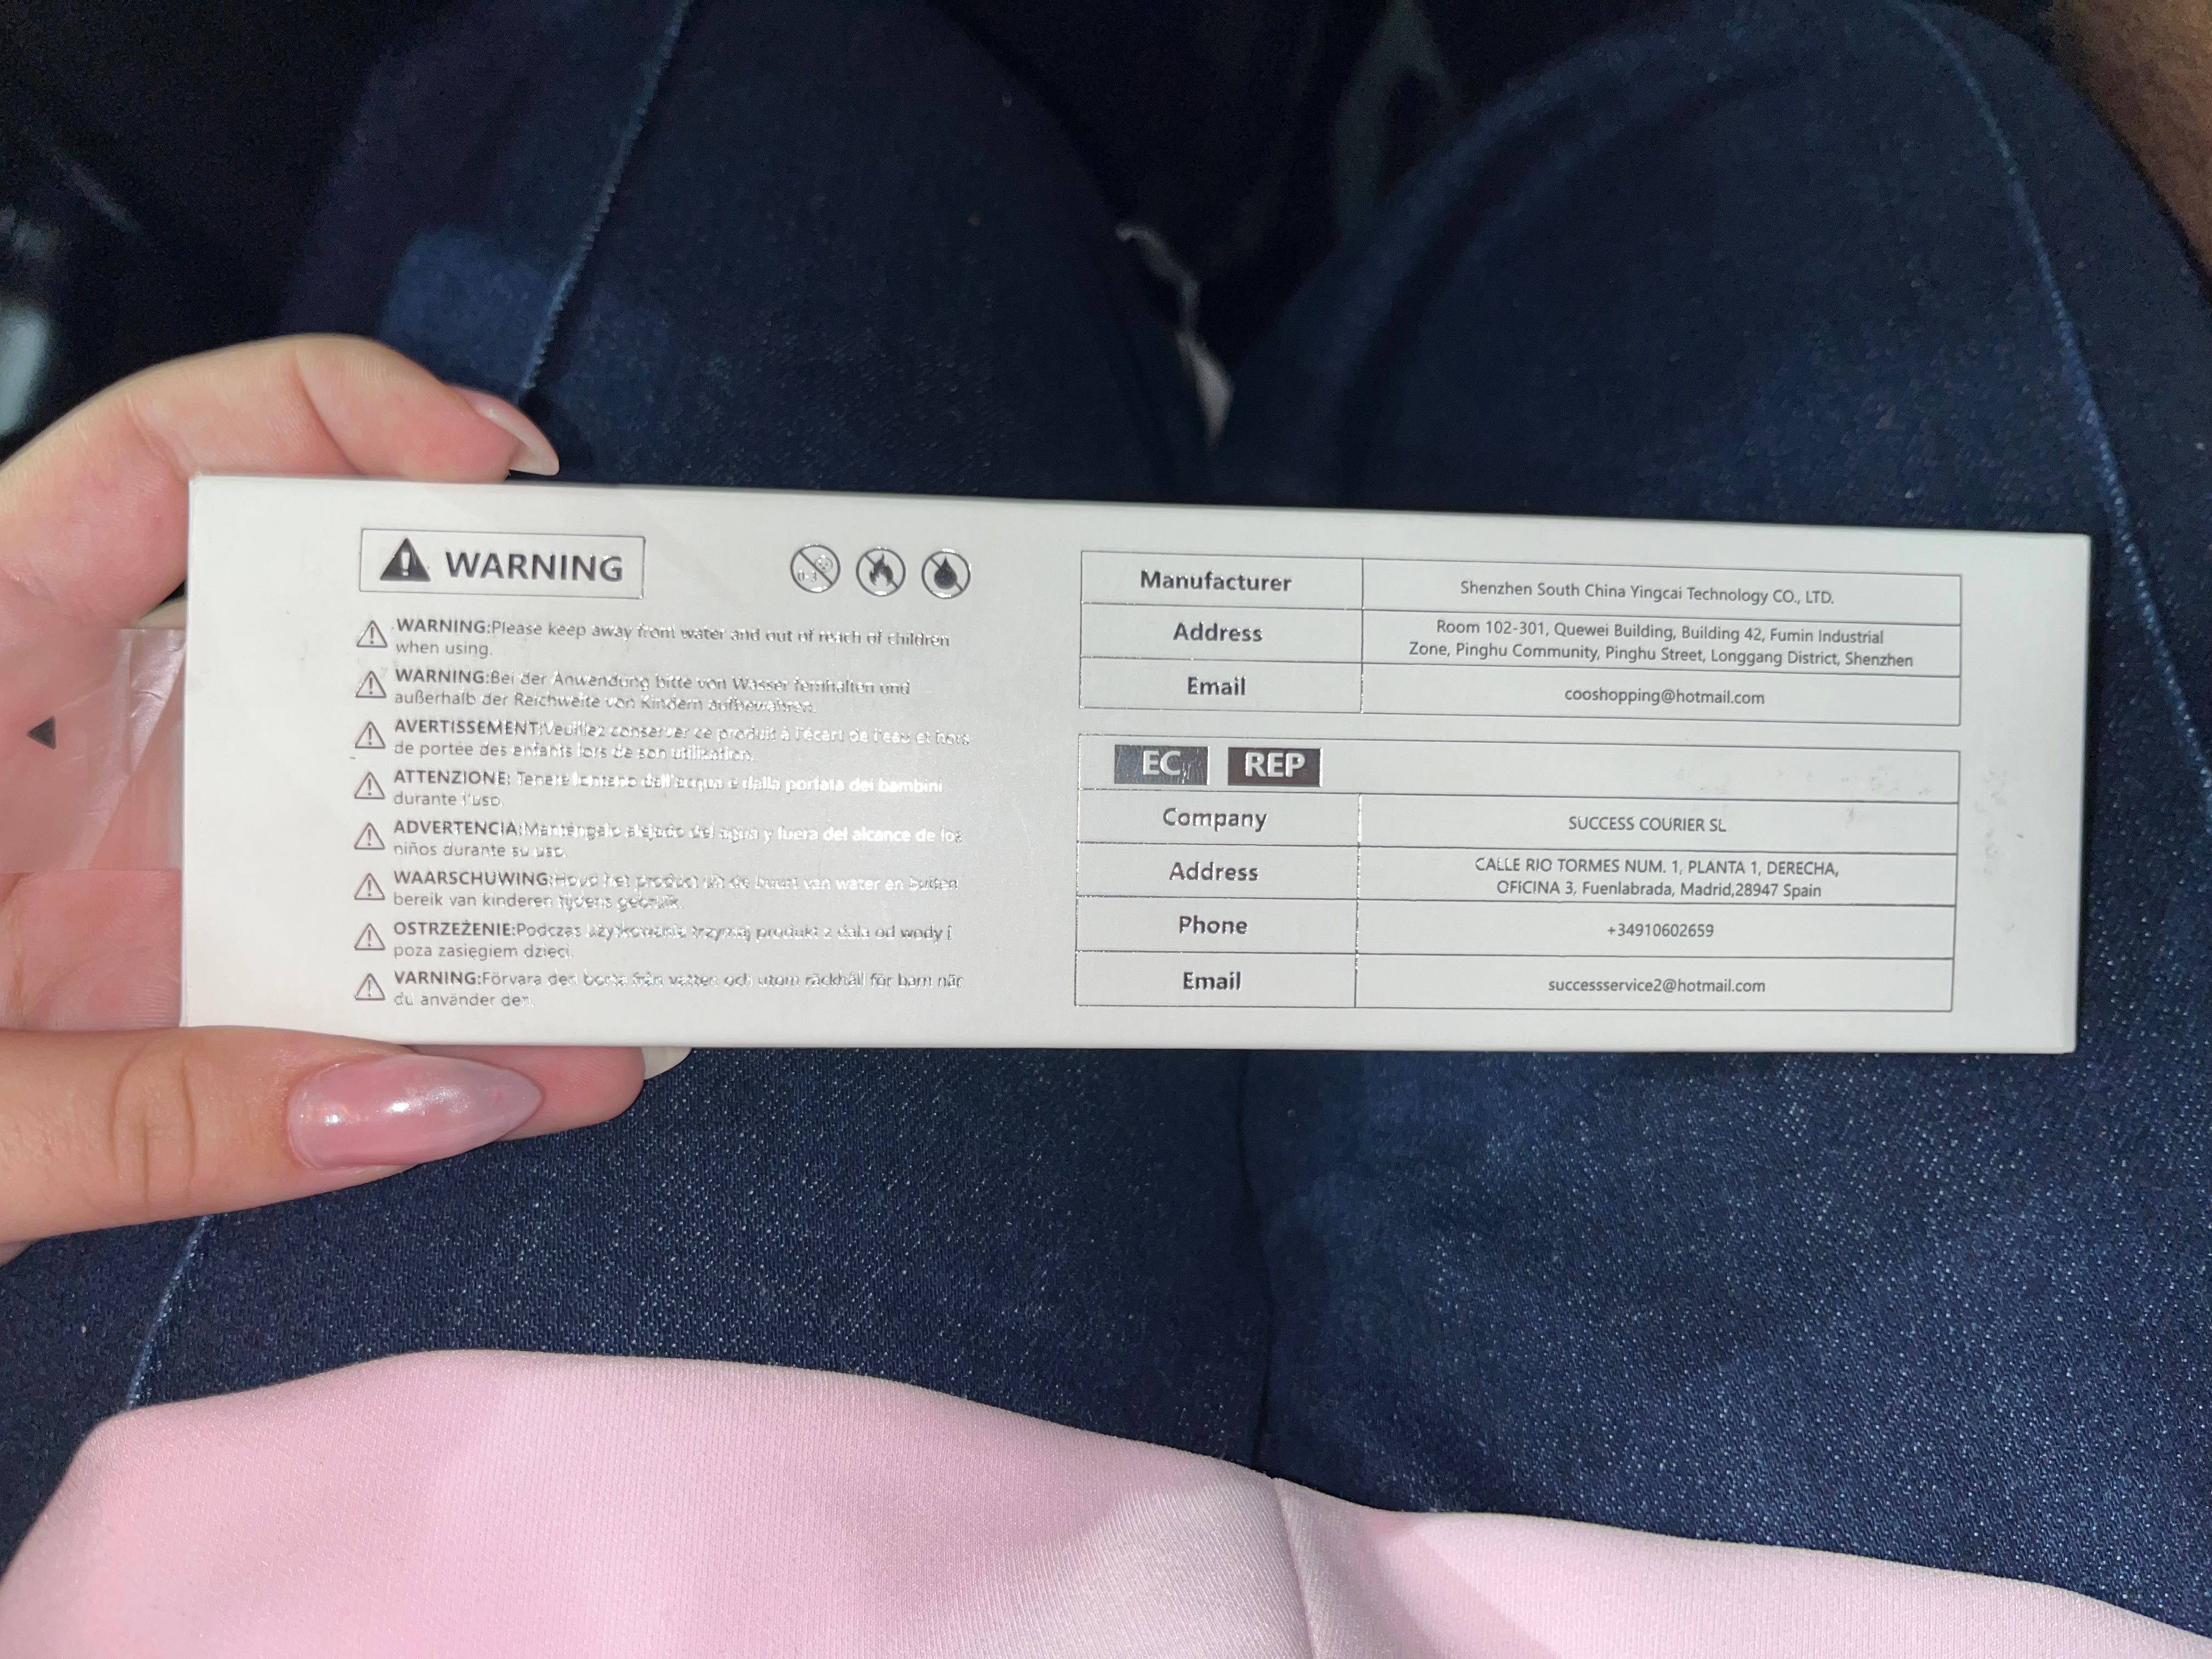 WARNING
0-3
WARNING:Please keep away from water and out of reach of children
when using.
WARNING:Bei der Anwendung bitte von Wasser fernhalten und
außerhalb der Reichweite von Kindern aufbewahren.
AVERTISSEMENT:Veuillez conserver ce produit à l'écart de l'eau et hors
de portée des enfants lors de son utilisation.
ATTENZIONE: Tenere lontano dall'acqua e dalla portata dei bambini
durante l'uso.
ADVERTENCIA:Manténgalo alejado del agua y fuera del alcance de los
niños durante su uso.
WAARSCHUWING:Houd het product uit de buurt van water en buiten
bereik van kinderen tijdens gebruik.
OSTRZEŻENIE:Podczas użytkowania trzymaj produkt z dala od wody i
poza zasięgiem dzieci.
VARNING:Förvara den borta från vatten och utom räckhåll för barn när
du använder den.
Manufacturer Shenzhen South China Yingcai Technology CO., LTD.
Address Room 102-301, Quewei Building, Building 42, Fumin Industrial
Zone, Pinghu Community, Pinghu Street, Longgang District, Shenzhen
Email cooshopping@hotmail.com
EC REP
Company SUCCESS COURIER SL
Address CALLE RIO TORMES NUM. 1, PLANTA 1, DERECHA,
OFICINA 3, Fuenlabrada, Madrid,28947 Spain
Phone +34910602659
Email successservice2@hotmail.com